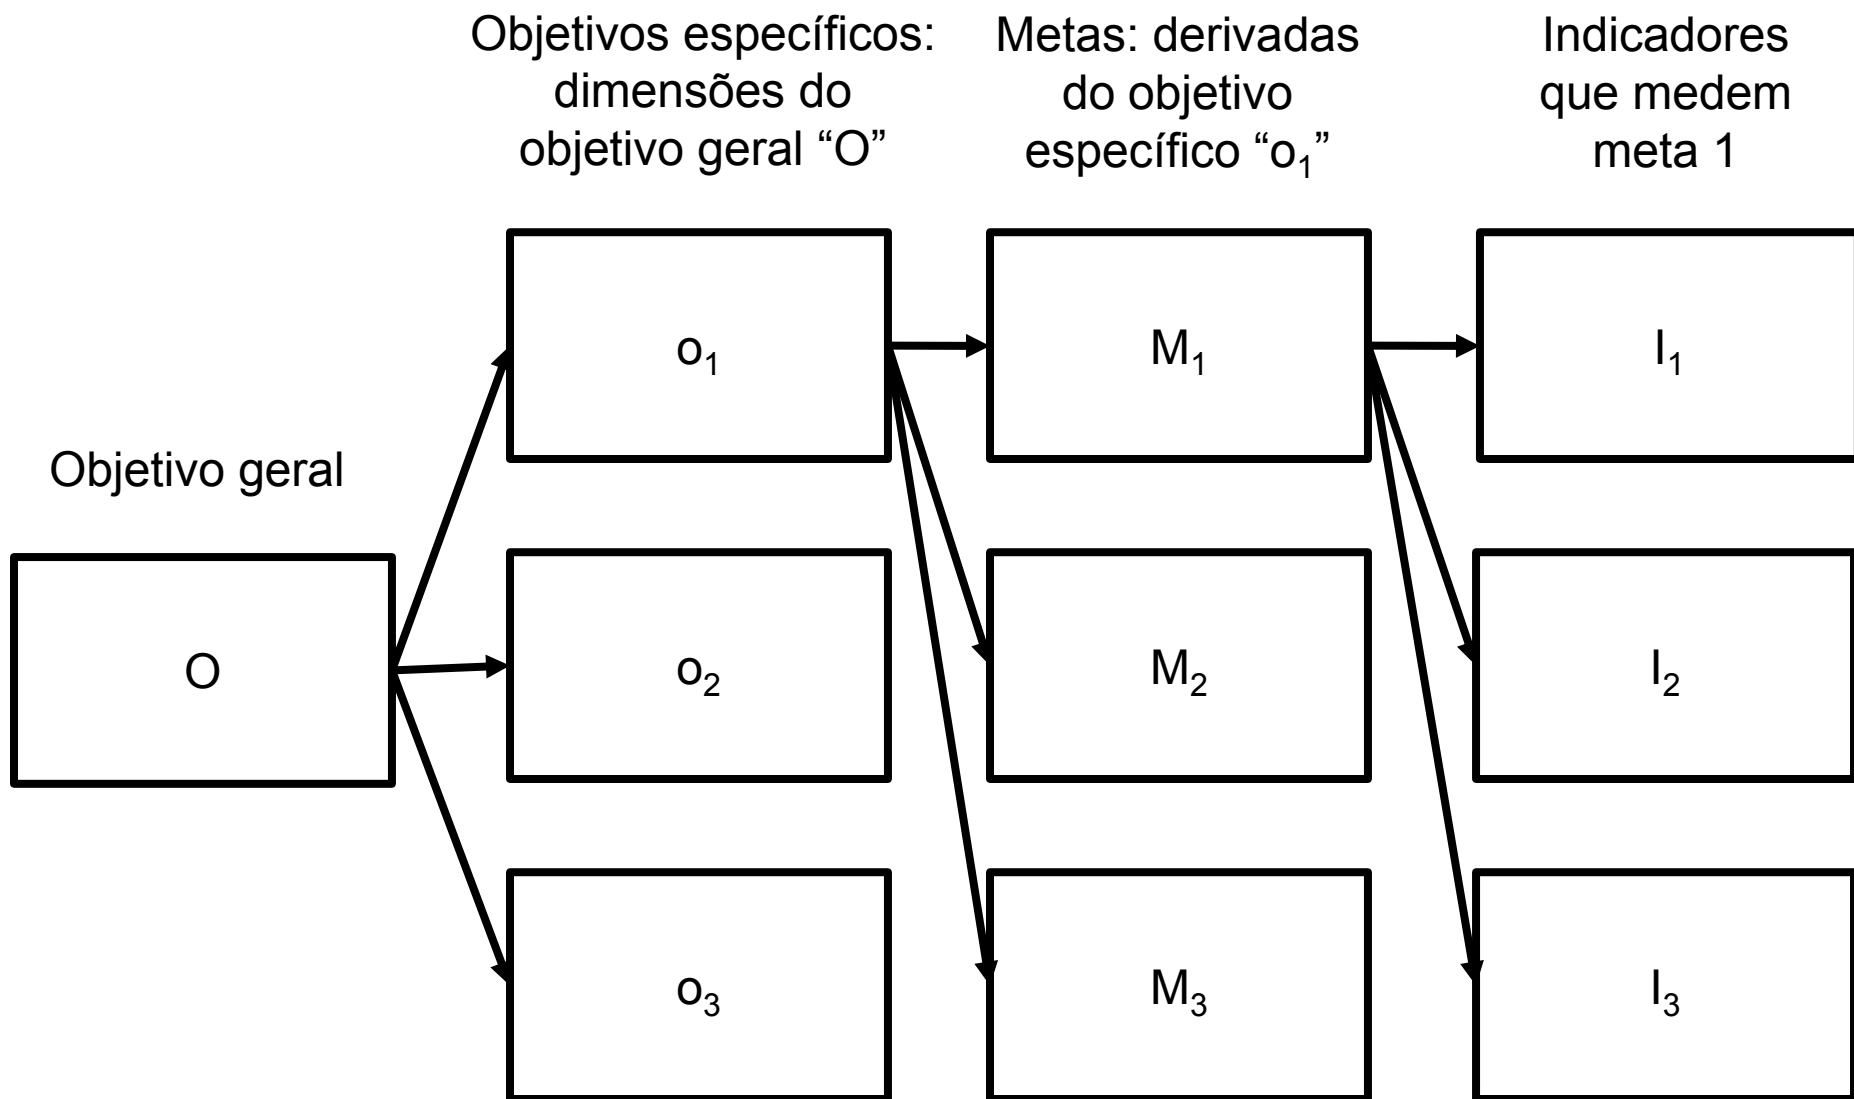 Objetivos específicos:
dimensões do
objetivo geral “O”
Metas: derivadas
do objetivo
específico “o₁”
Indicadores
que medem
meta 1
Objetivo geral
O
o₁
M₁
I₁
o₂
M₂
I₂
o₃
M₃
I₃